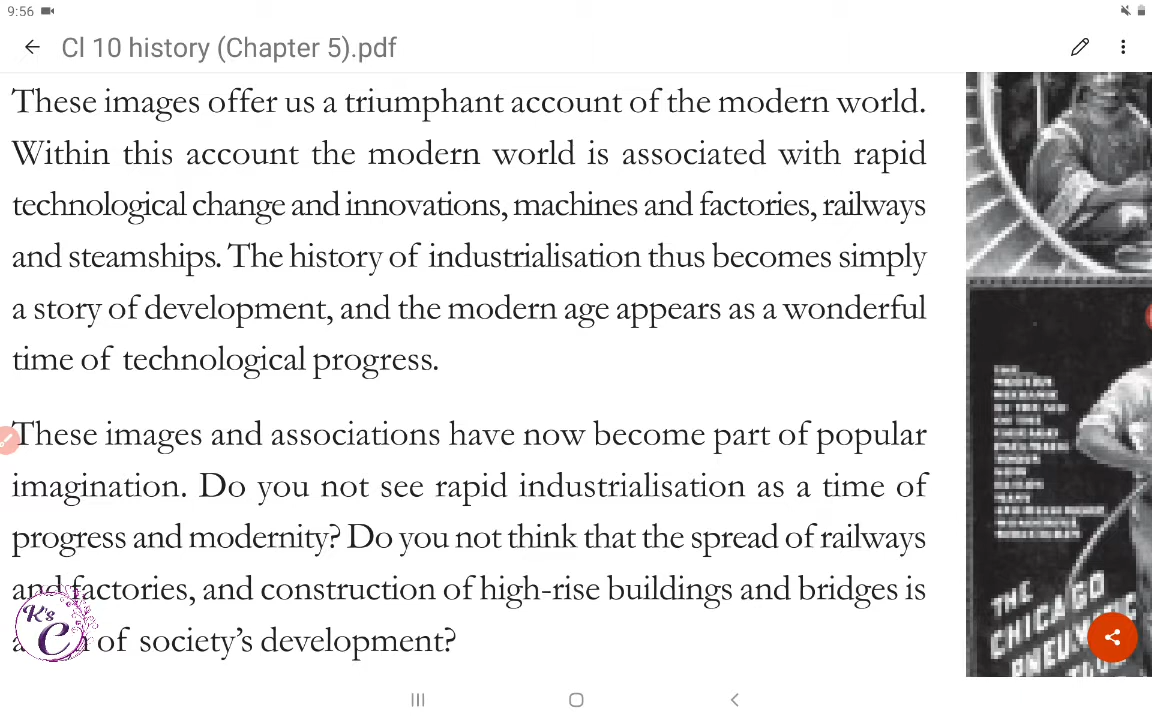 9:56
Cl 10 history (Chapter 5).pdf
These images offer us a triumphant account of the modern world.
Within this account the modern world is associated with rapid
technological change and innovations, machines and factories, railways
and steamships. The history of industrialisation thus becomes simply
a story of development, and the modern age appears as a wonderful
time of technological progress.
These images and associations have now become part of popular
imagination. Do you not see rapid industrialisation as a time of
progress and modernity? Do you not think that the spread of railways
and factories, and construction of high-rise buildings and bridges is
of society's development?
K's
C
THE
CHICAGO